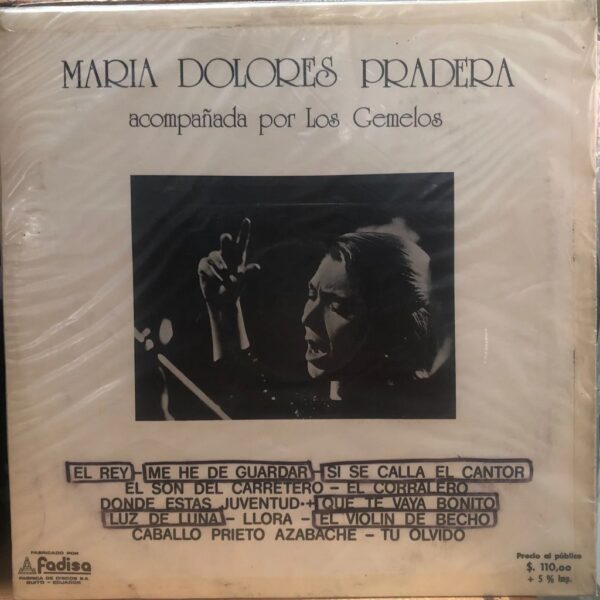 MARIA DOLORES PRADERA
acompañada por Los Gemelos
EL REY - ME HE DE GUARDAR - SI SE CALLA EL CANTOR
EL SON DEL CARRETERO - EL CORRALERO
DONDE ESTAS JUVENTUD - QUE TE VAYA BONITO
LUZ DE LUNA - LLORA - EL VIOLIN DE BECHO
CABALLO PRIETO AZABACHE - TU OLVIDO
FABRICADO POR
Fadisa
FABRICA DE DISCOS S.A.
QUITO - ECUADOR
Precio al público
$. 110,00
+ 5 % Imp.